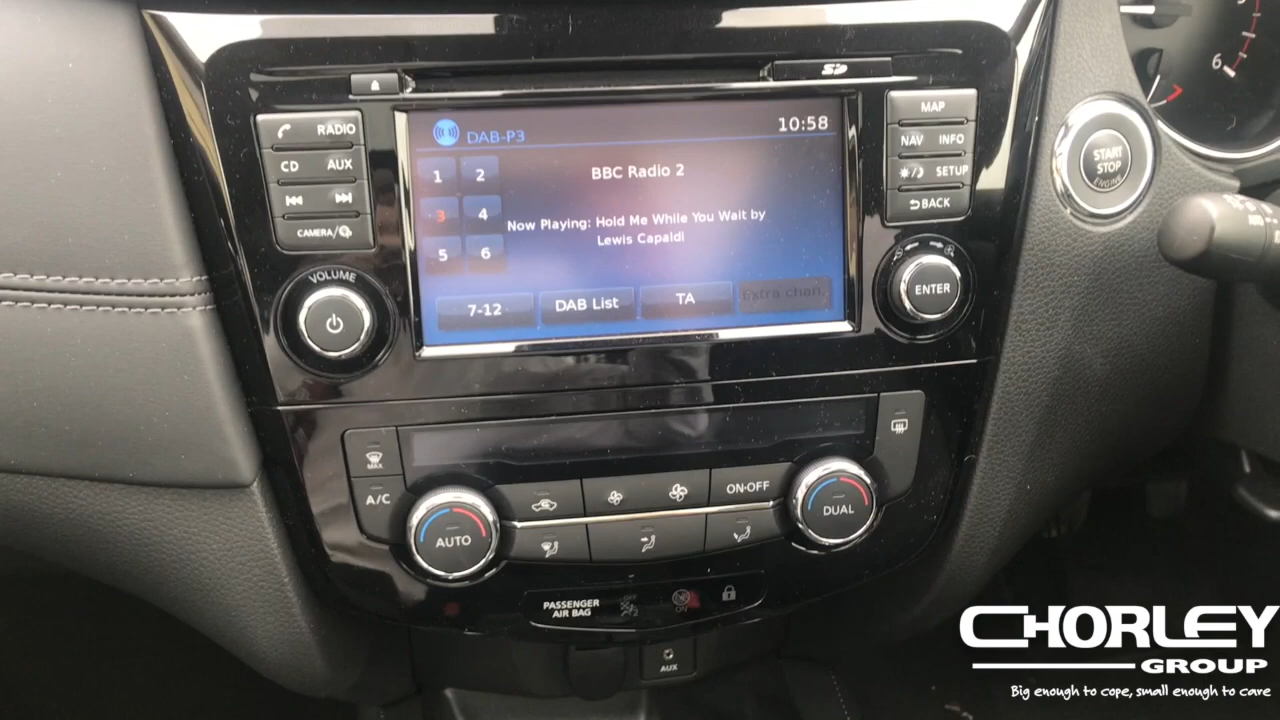 SD
MAP
RADIO
DAB-P3
10:58
NAV INFO
CD AUX
1 2
BBC Radio 2
SETUP
START
STOP
ENGINE
6
3 4
Now Playing: Hold Me While You Wait by
Lewis Capaldi
BACK
CAMERA/
5 6
VOLUME
7-12
DAB List
TA
Extra chan.
ENTER
MAX
A/C
ON-OFF
AUTO
DUAL
PASSENGER
AIR BAG
OFF
ON
AUX
CHORLEY
GROUP
Big enough to cope, small enough to care